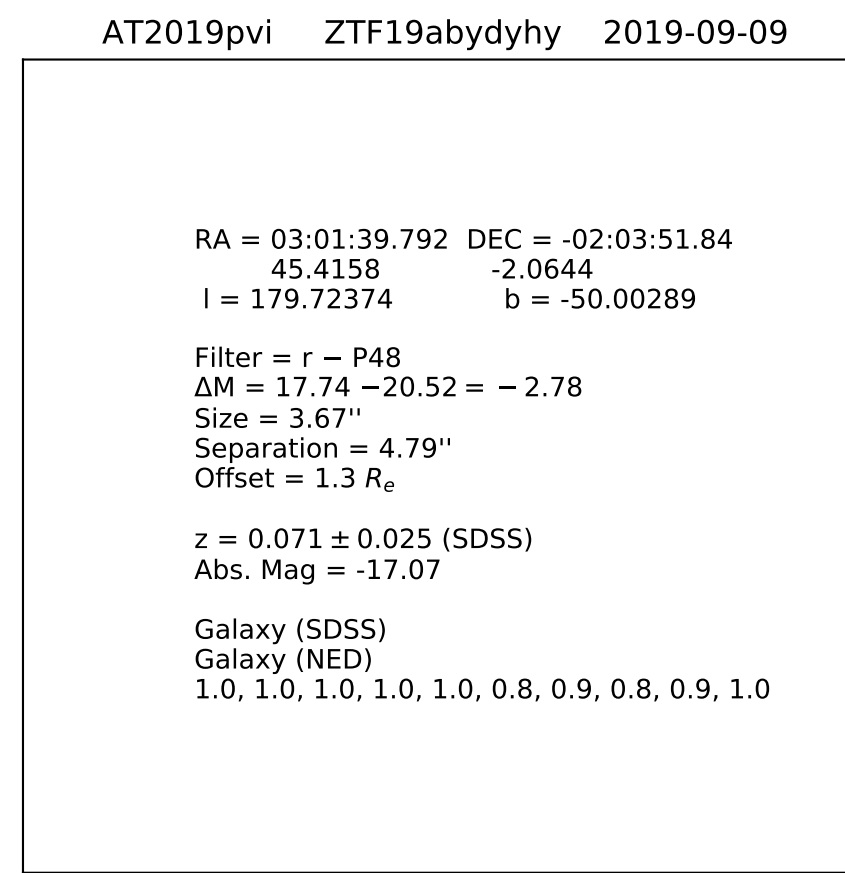 AT2019pvi ZTF19abydyhy 2019-09-09
RA = 03:01:39.792 DEC = -02:03:51.84
45.4158 -2.0644
l = 179.72374 b = -50.00289
Filter = r − P48
ΔM = 17.74 −20.52 = − 2.78
Size = 3.67''
Separation = 4.79''
Offset = 1.3 Re
z = 0.071 ± 0.025 (SDSS)
Abs. Mag = -17.07
Galaxy (SDSS)
Galaxy (NED)
1.0, 1.0, 1.0, 1.0, 1.0, 0.8, 0.9, 0.8, 0.9, 1.0